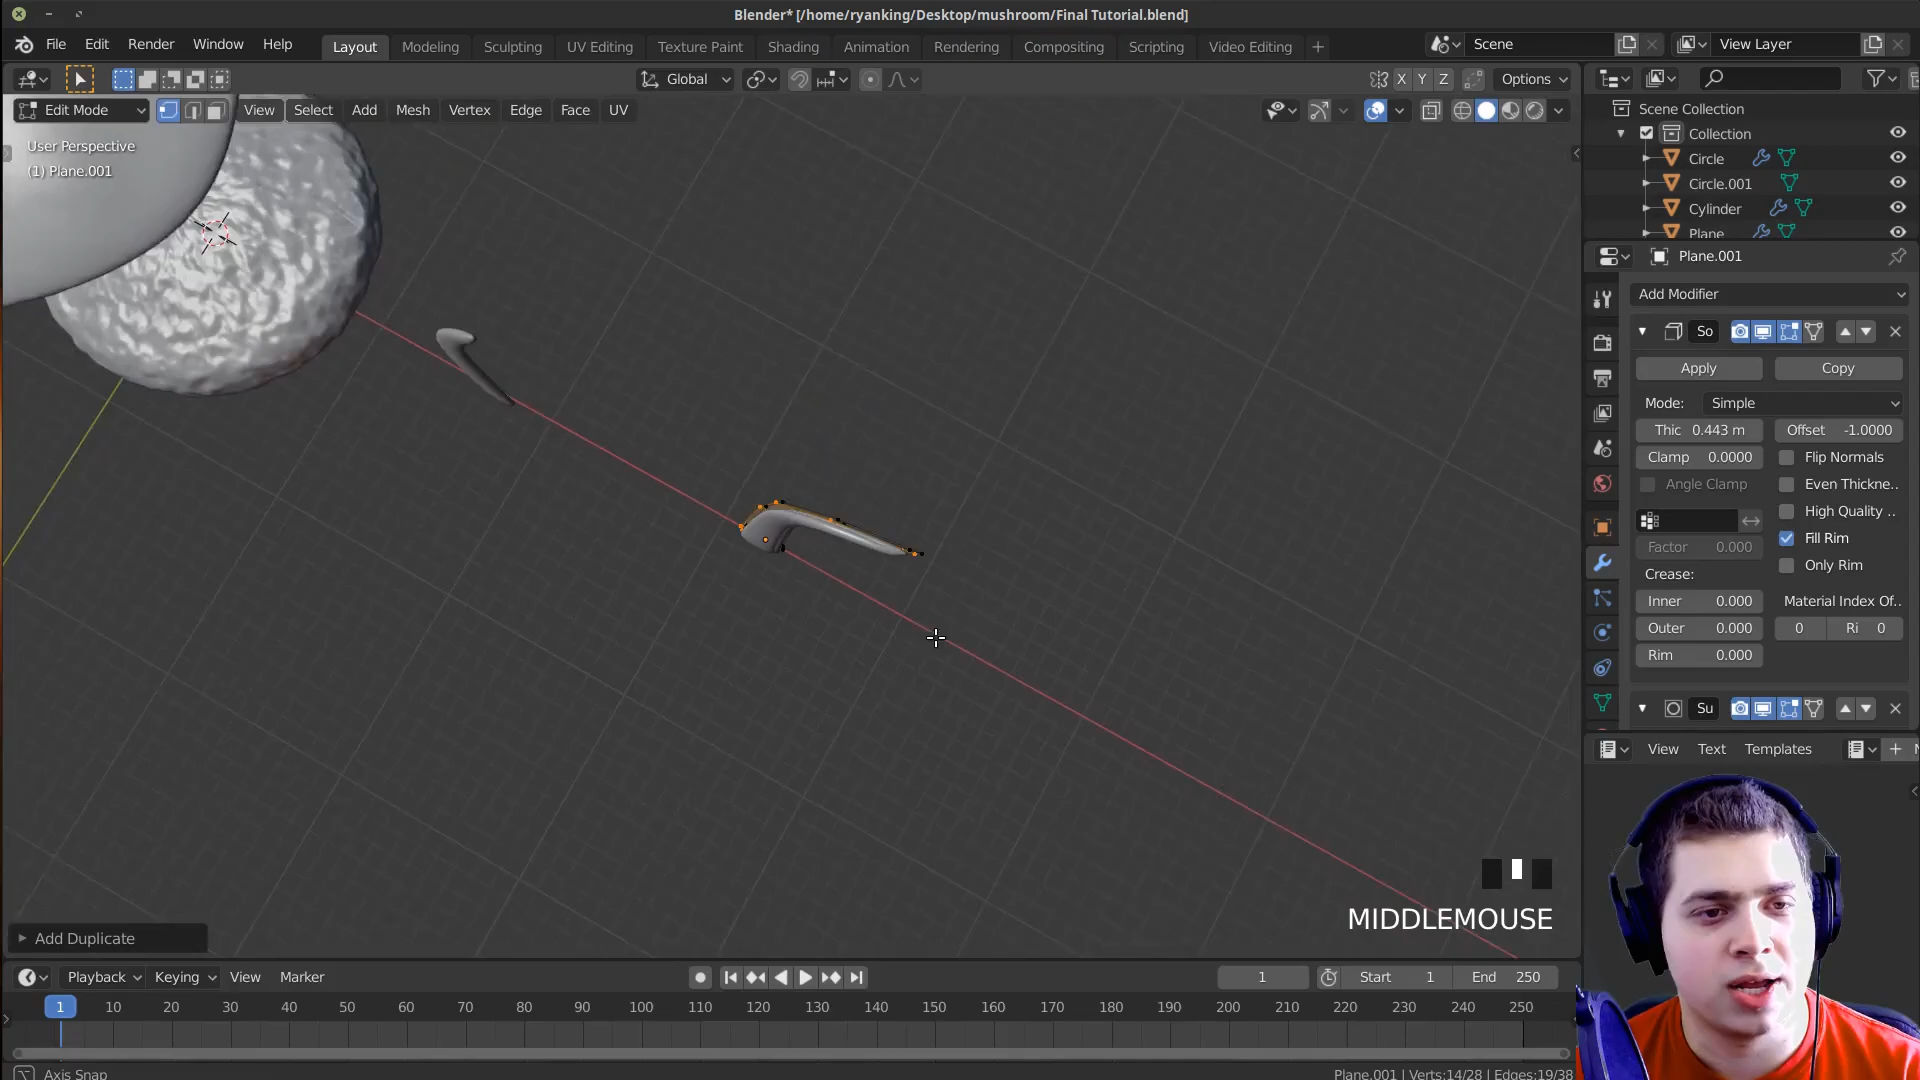 Blender* [/home/ryanking/Desktop/mushroom/Final Tutorial.blend]
File Edit Render Window Help Layout Modeling Sculpting UV Editing Texture Paint Shading Animation Rendering Compositing Scripting Video Editing + Scene View Layer
Global X Y Z Options
Edit Mode View Select Add Mesh Vertex Edge Face UV
User Perspective
(1) Plane.001
Scene Collection
Collection
Circle
Circle.001
Cylinder
Plane
Plane.001
Add Modifier
So
Apply Copy
Mode: Simple
Thic 0.443 m Offset -1.0000
Clamp 0.0000 Flip Normals
Angle Clamp Even Thickne..
High Quality ..
Factor 0.000 Fill Rim
Only Rim
Crease:
Inner 0.000 Material Index Of..
Outer 0.000 0 Ri 0
Rim 0.000
Su
View Text Templates + N
MIDDLEMOUSE
Add Duplicate
Playback Keying View Marker 1 Start 1 End 250
1 10 20 30 40 50 60 70 80 90 100 110 120 130 140 150 160 170 180 190 200 210 220 230 240 250
Axis Snap Plane.001 | Verts:14/28 | Edges:19/38